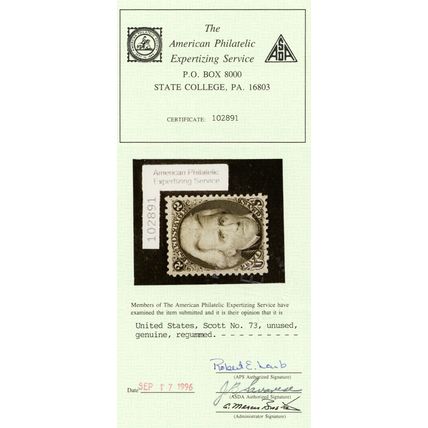 The
American Philatelic
Expertizing Service
P.O. BOX 8000
STATE COLLEGE, PA. 16803
CERTIFICATE: 102891
American Philatelic
Expertizing Service
102891
Members of The American Philatelic Expertizing Service have
examined the item submitted and it is their opinion that it is
United States, Scott No. 73, unused,
genuine, regummed. - - - - - - - - - -
(APS Authorized Signature)
Date SEP 17 1996
(ASDA Authorized Signature)
(Administrator Signature)